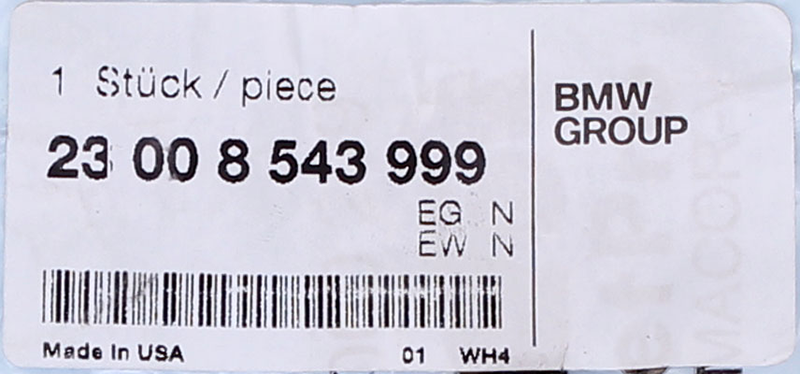 1 Stück / piece
23 00 8 543 999
EG N
EW N
Made In USA 01 WH4
BMW
GROUP